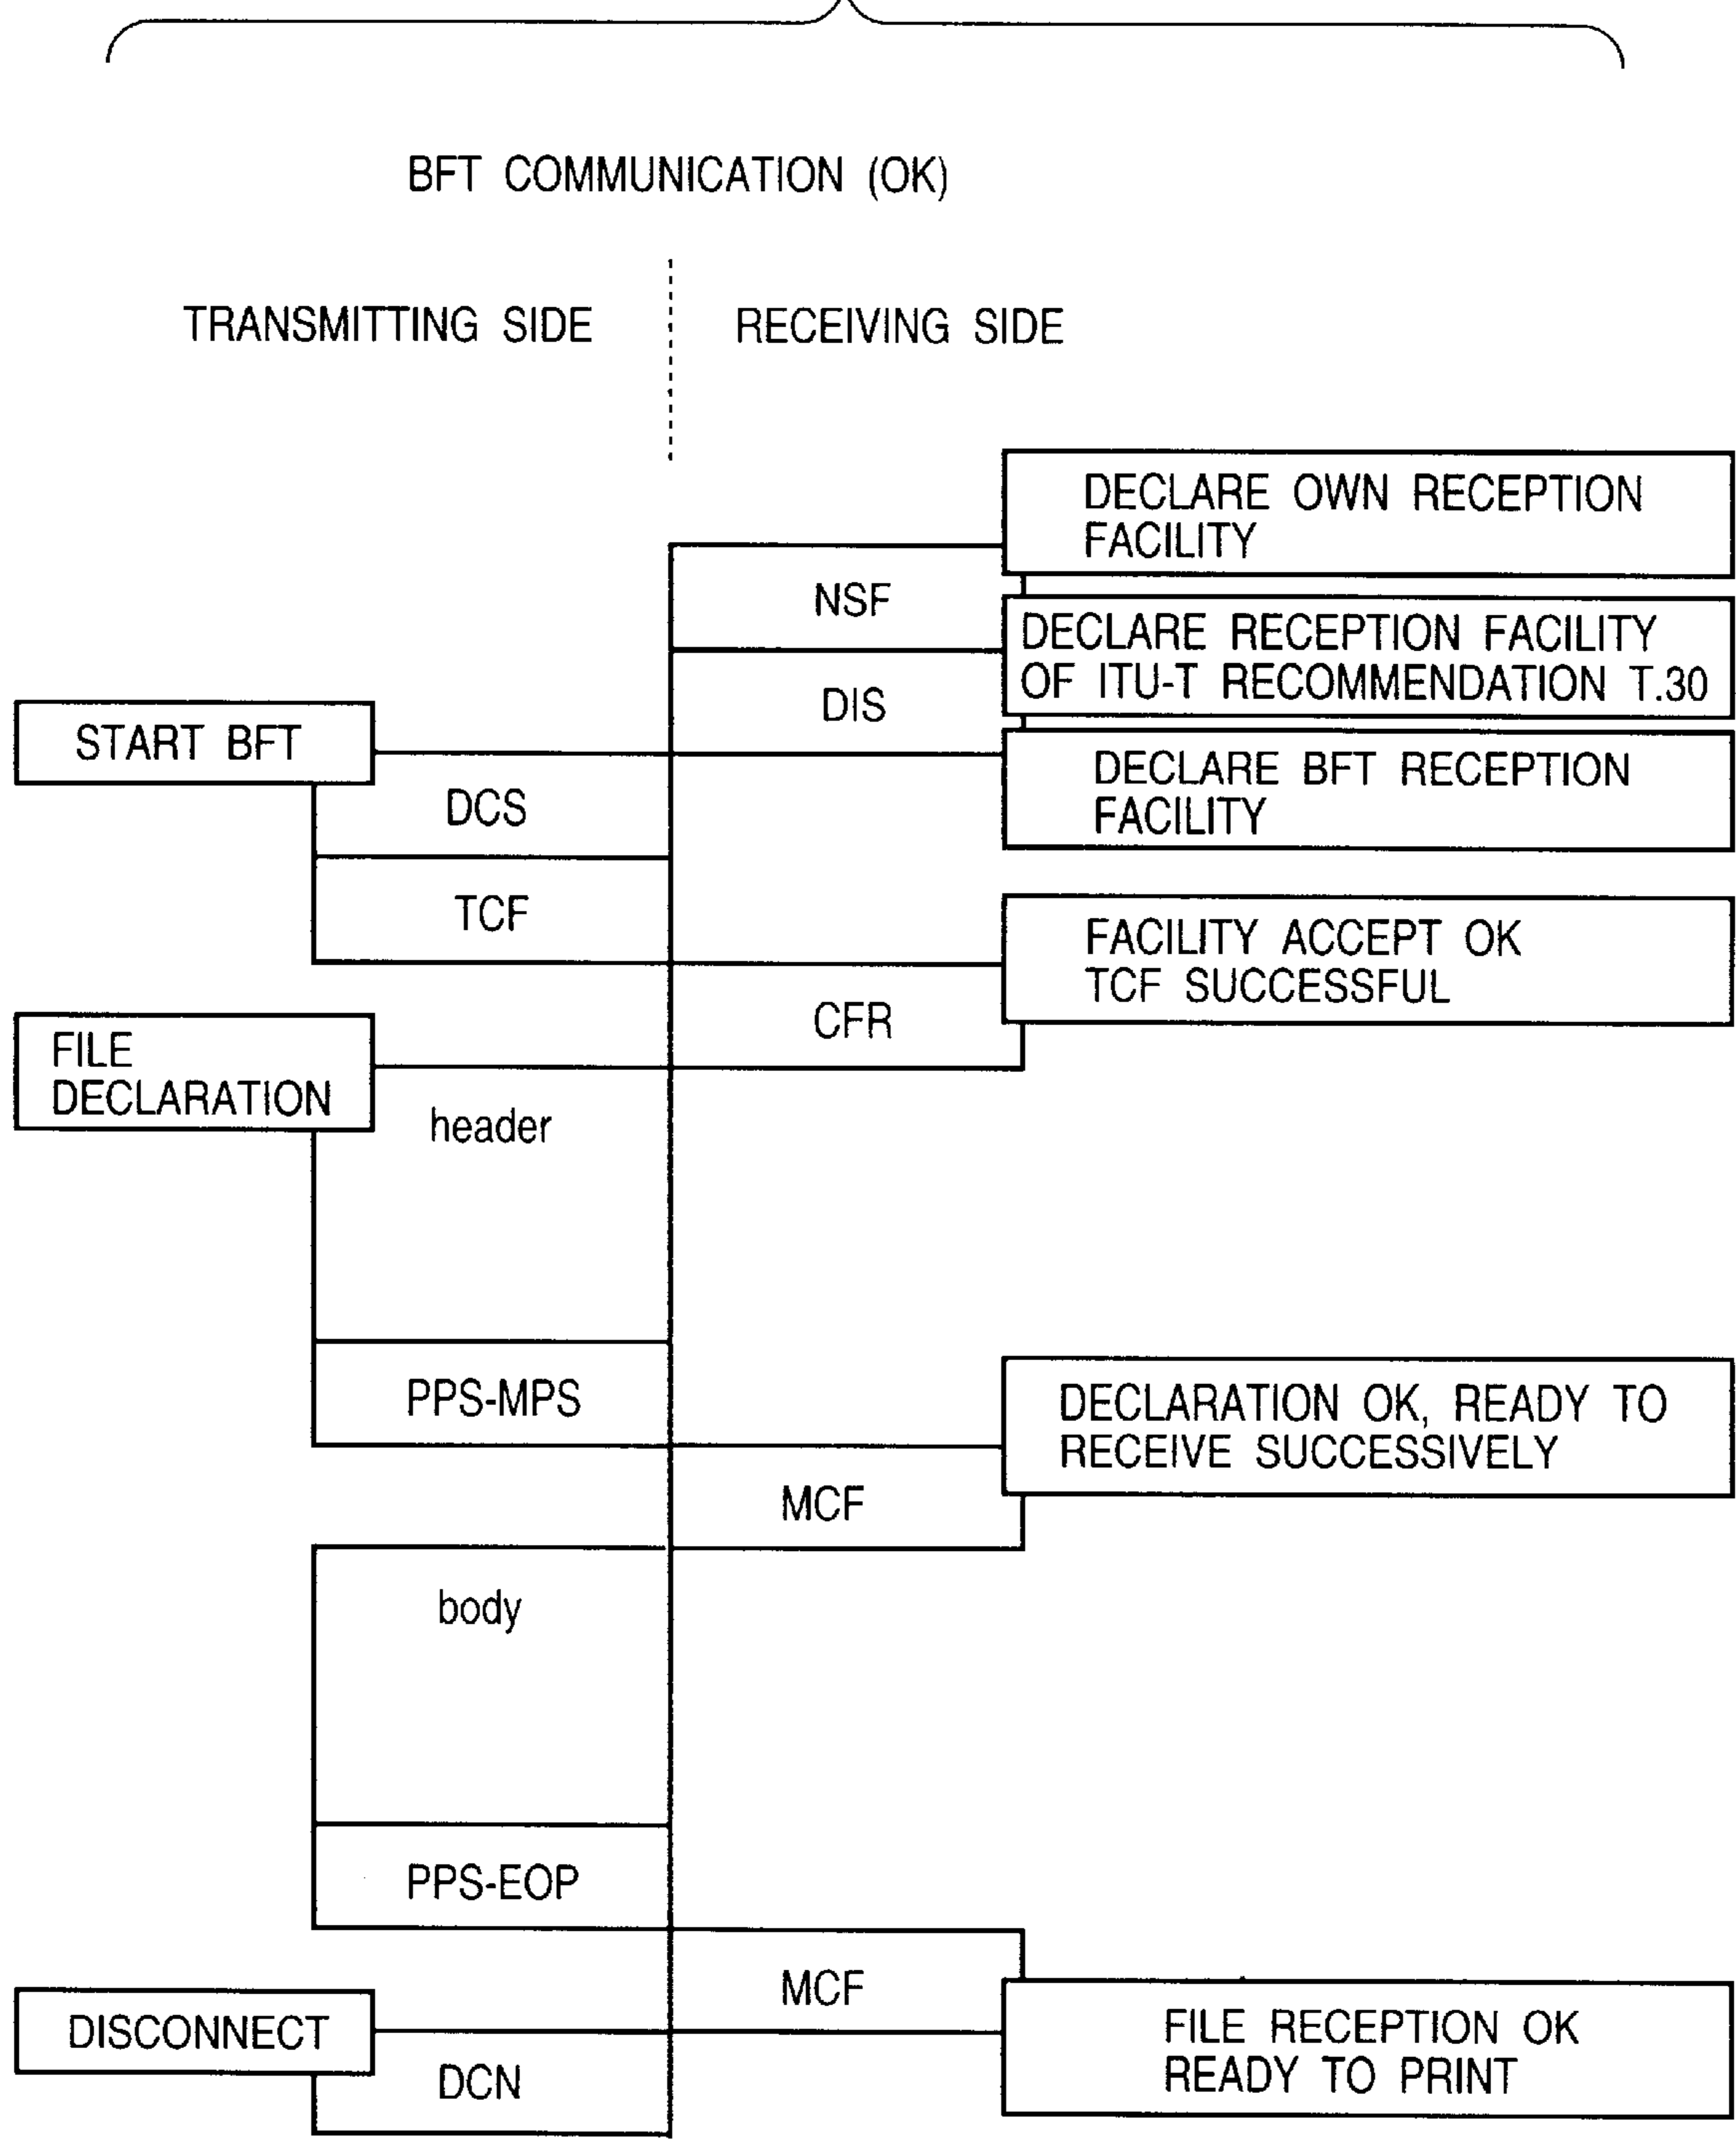 BFT COMMUNICATION (OK)
TRANSMITTING SIDE
RECEIVING SIDE
DECLARE OWN RECEPTION
FACILITY
NSF
DECLARE RECEPTION FACILITY
OF ITU-T RECOMMENDATION T.30
DIS
START BFT
DECLARE BFT RECEPTION
FACILITY
DCS
TCF
FACILITY ACCEPT OK
TCF SUCCESSFUL
CFR
FILE
DECLARATION
header
PPS-MPS
DECLARATION OK, READY TO
RECEIVE SUCCESSIVELY
MCF
body
PPS-EOP
MCF
DISCONNECT
FILE RECEPTION OK
READY TO PRINT
DCN